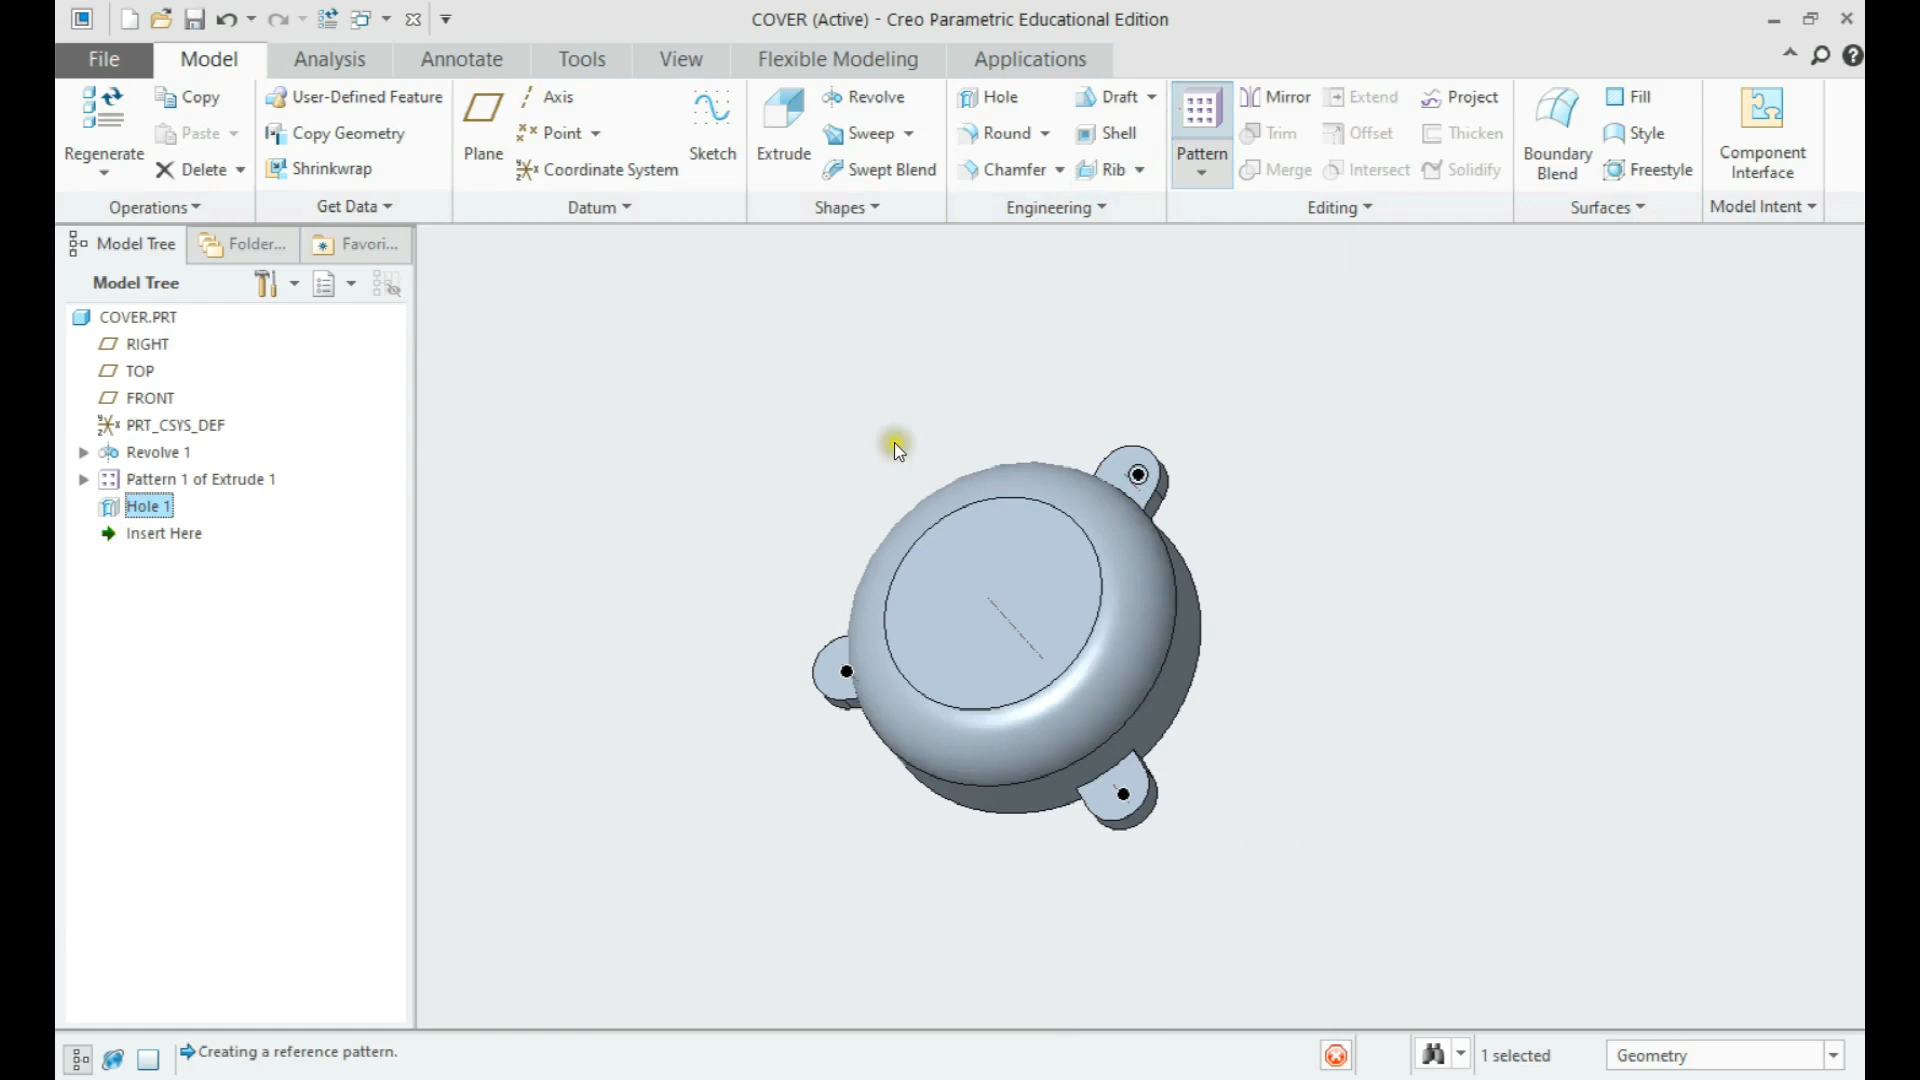 COVER (Active) - Creo Parametric Educational Edition
File Model Analysis Annotate Tools View Flexible Modeling Applications
Regenerate
Copy
Paste
Delete
Operations
User-Defined Feature
Copy Geometry
Shrinkwrap
Get Data
Plane
Axis
Point
Coordinate System
Sketch
Datum
Extrude
Revolve
Sweep
Swept Blend
Shapes
Hole
Round
Chamfer
Draft
Shell
Rib
Engineering
Pattern
Mirror
Trim
Merge
Extend
Offset
Intersect
Project
Thicken
Solidify
Editing
Boundary
Blend
Fill
Style
Freestyle
Surfaces
Component
Interface
Model Intent
Model Tree Folder... Favori...
Model Tree
COVER.PRT
RIGHT
TOP
FRONT
PRT_CSYS_DEF
Revolve 1
Pattern 1 of Extrude 1
Hole 1
Insert Here
Creating a reference pattern.
1 selected
Geometry